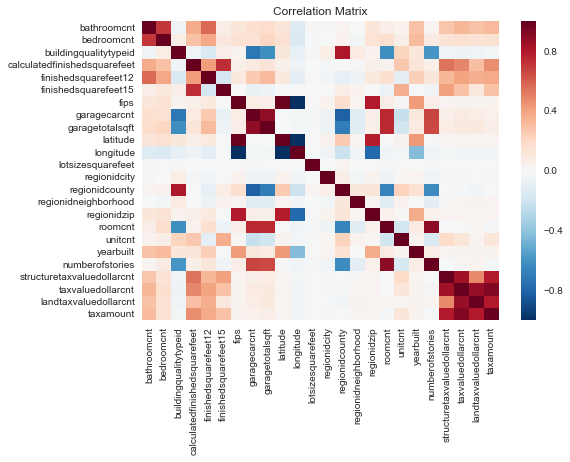 Correlation Matrix
bathroomcnt
bedroomcnt
buildingqualitytypeid
calculatedfinishedsquarefeet
finishedsquarefeet12
finishedsquarefeet15
fips
garagecarcnt
garagetotalsqft
latitude
longitude
lotsizesquarefeet
regionidcity
regionidcounty
regionidneighborhood
regionidzip
roomcnt
unitcnt
yearbuilt
numberofstories
structuretaxvaluedollarcnt
taxvaluedollarcnt
landtaxvaluedollarcnt
taxamount
0.8
0.4
0.0
−0.4
−0.8
bathroomcnt
bedroomcnt
buildingqualitytypeid
calculatedfinishedsquarefeet
finishedsquarefeet12
finishedsquarefeet15
fips
garagecarcnt
garagetotalsqft
latitude
longitude
lotsizesquarefeet
regionidcity
regionidcounty
regionidneighborhood
regionidzip
roomcnt
unitcnt
yearbuilt
numberofstories
structuretaxvaluedollarcnt
taxvaluedollarcnt
landtaxvaluedollarcnt
taxamount